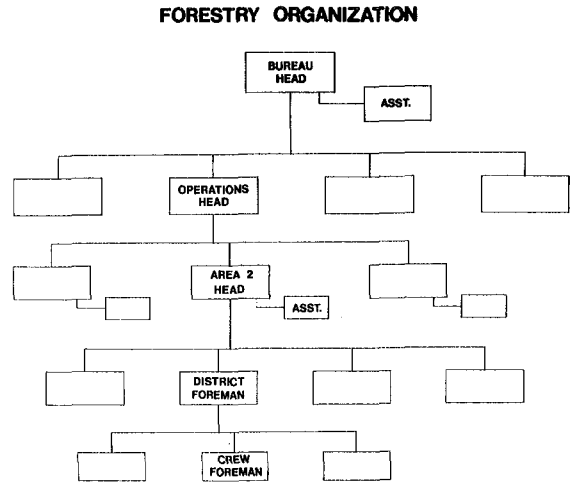 FORESTRY ORGANIZATION
BUREAU
HEAD
ASST.
OPERATIONS
HEAD
AREA 2
HEAD
ASST.
DISTRICT
FOREMAN
CREW
FOREMAN